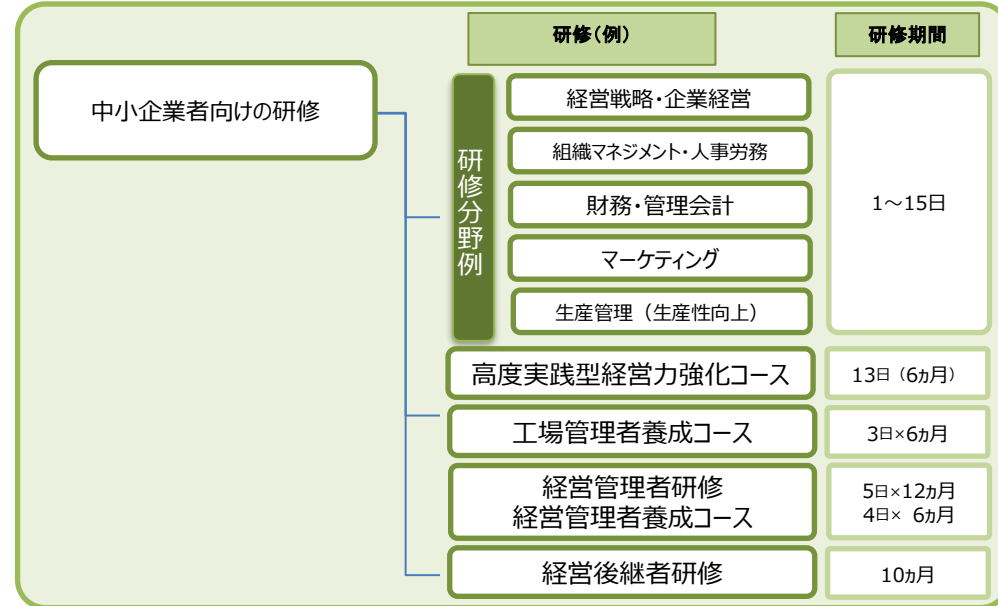 研修（例）
研修期間
中小企業者向けの研修
研修分野例
経営戦略・企業経営
組織マネジメント・人事労務
財務・管理会計
マーケティング
生産管理（生産性向上）
1～15日
高度実践型経営力強化コース
13日（6ヵ月）
工場管理者養成コース
3日×6ヵ月
経営管理者研修
経営管理者養成コース
5日×12ヵ月
4日× 6ヵ月
経営後継者研修
10ヵ月